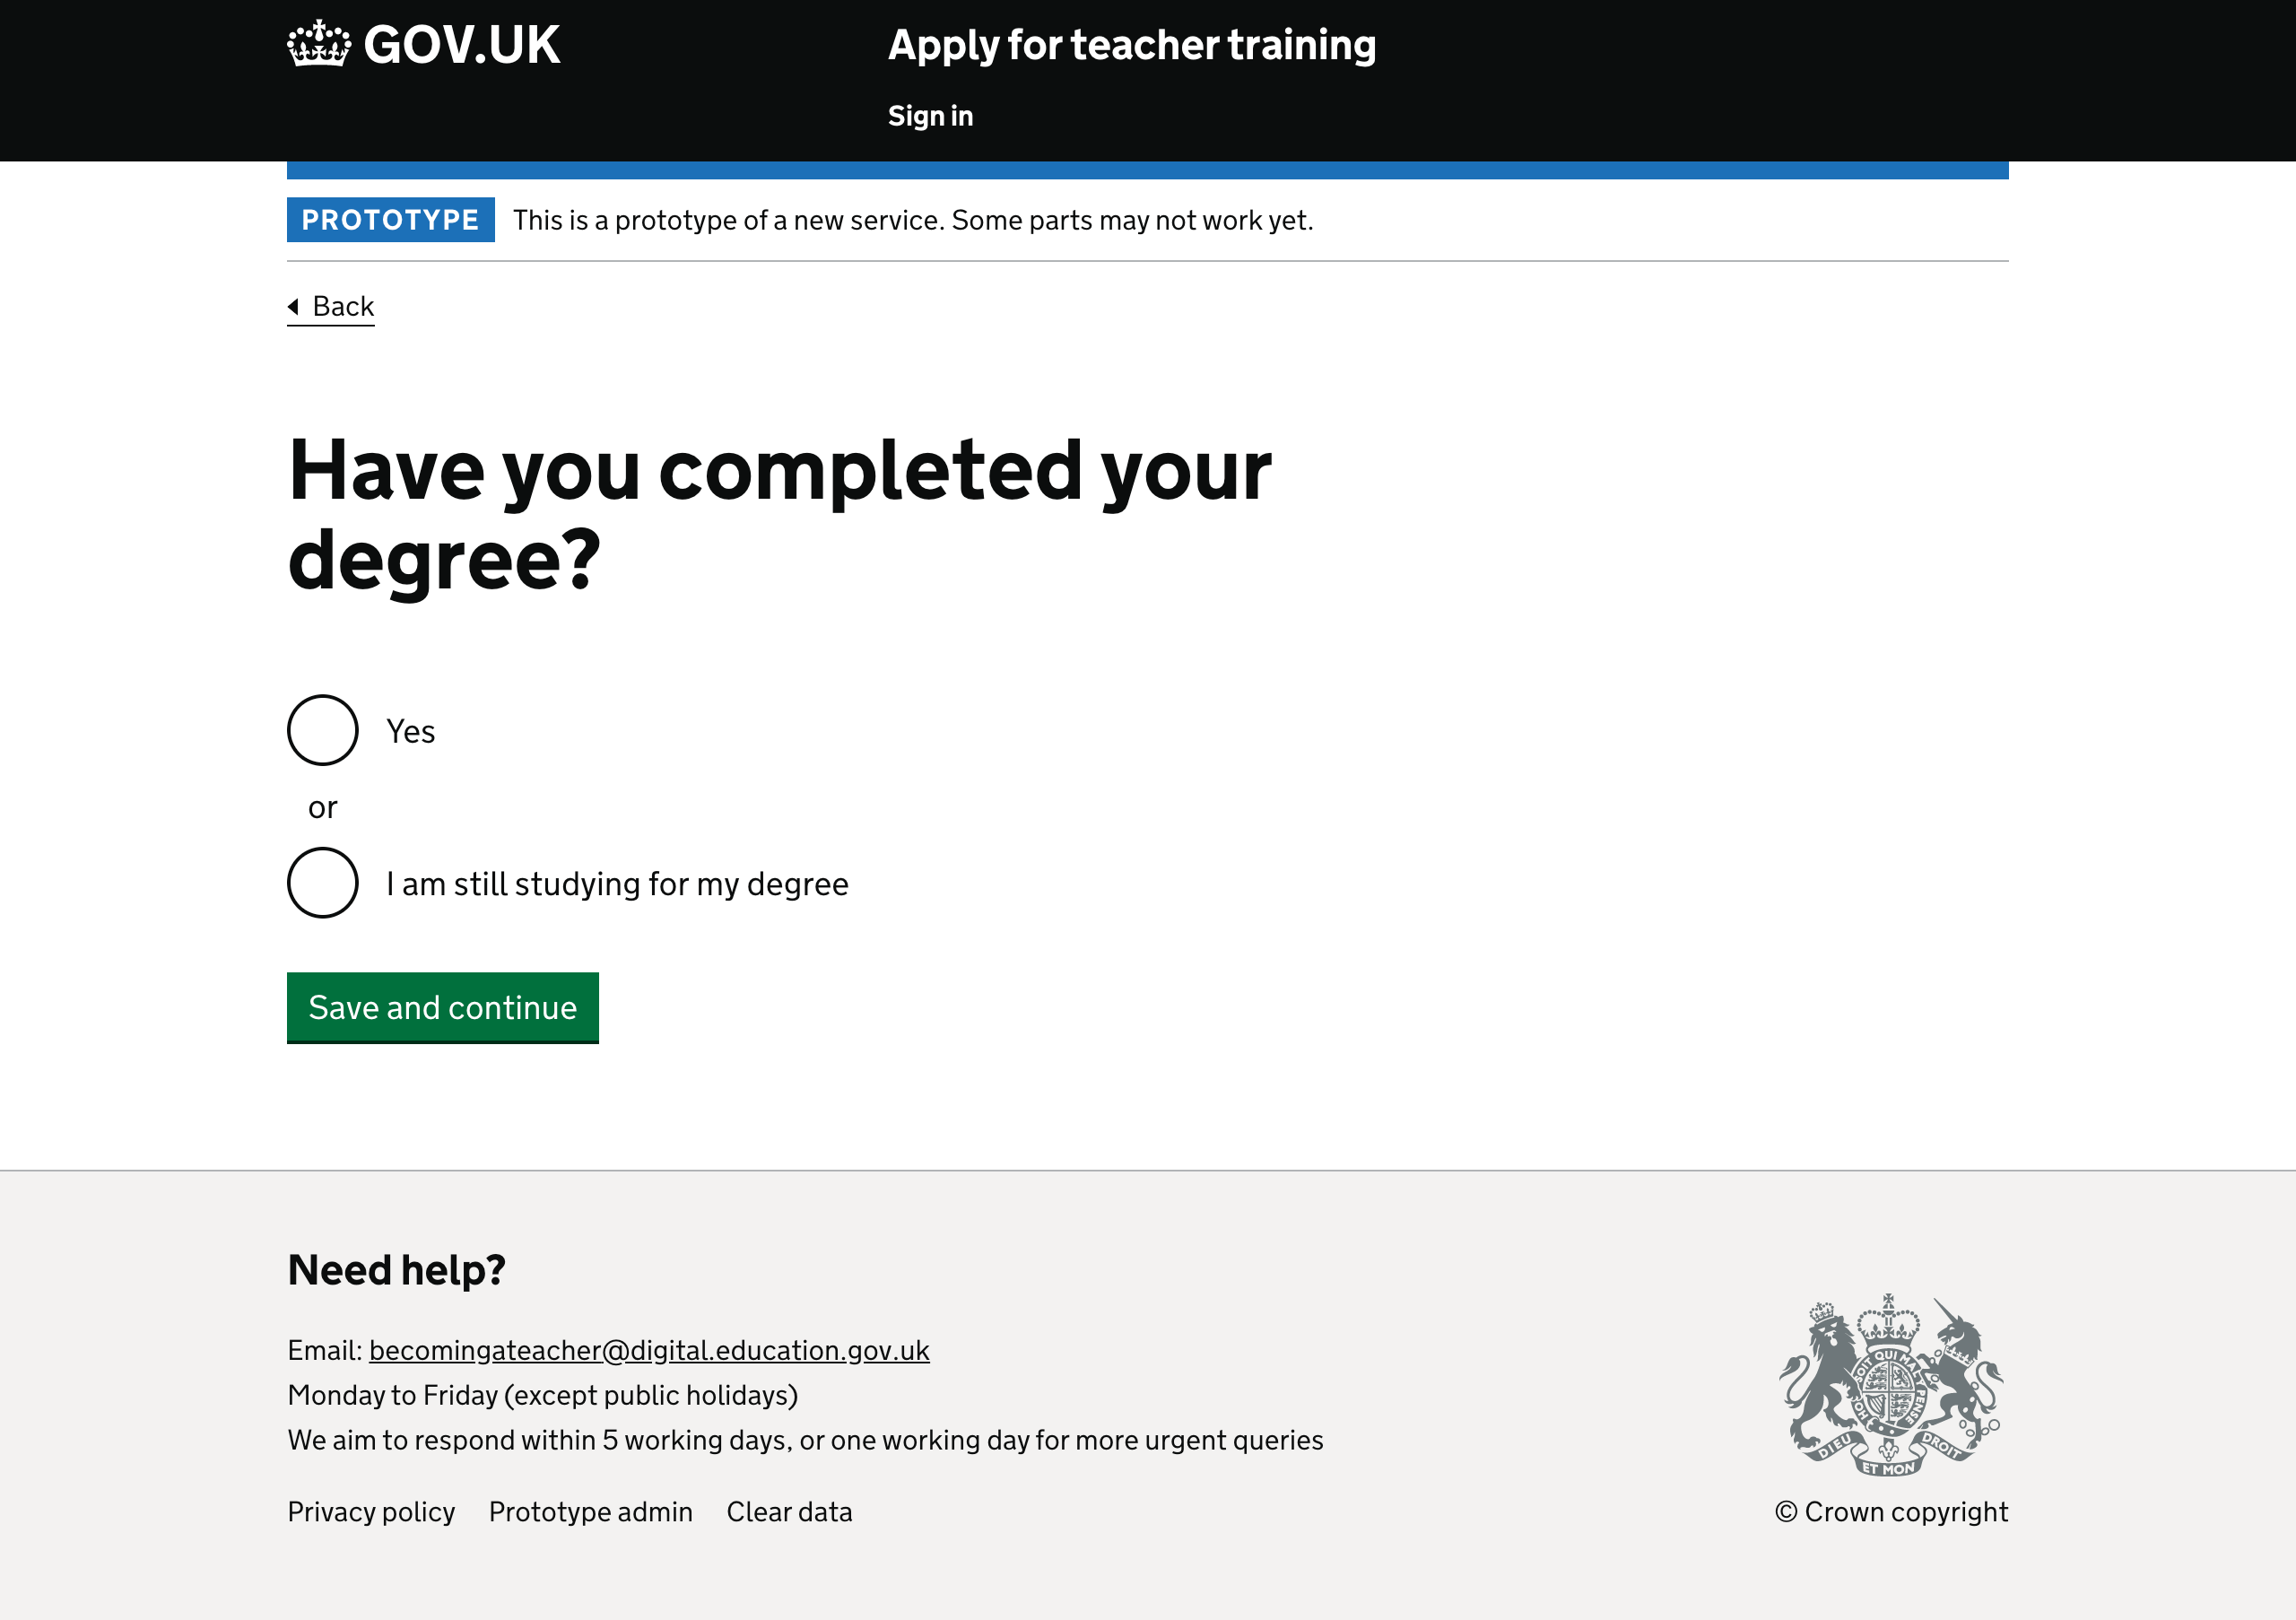 GOV.UK
Apply for teacher training
Sign in
PROTOTYPE This is a prototype of a new service. Some parts may not work yet.
Back
Have you completed your
degree?
Yes
or
I am still studying for my degree
Save and continue
Need help?
Email: becomingateacher@digital.education.gov.uk
Monday to Friday (except public holidays)
We aim to respond within 5 working days, or one working day for more urgent queries
Privacy policy Prototype admin Clear data
SOIT QUI MAL
PENSE
HON
DIEU ET MON DROIT
© Crown copyright